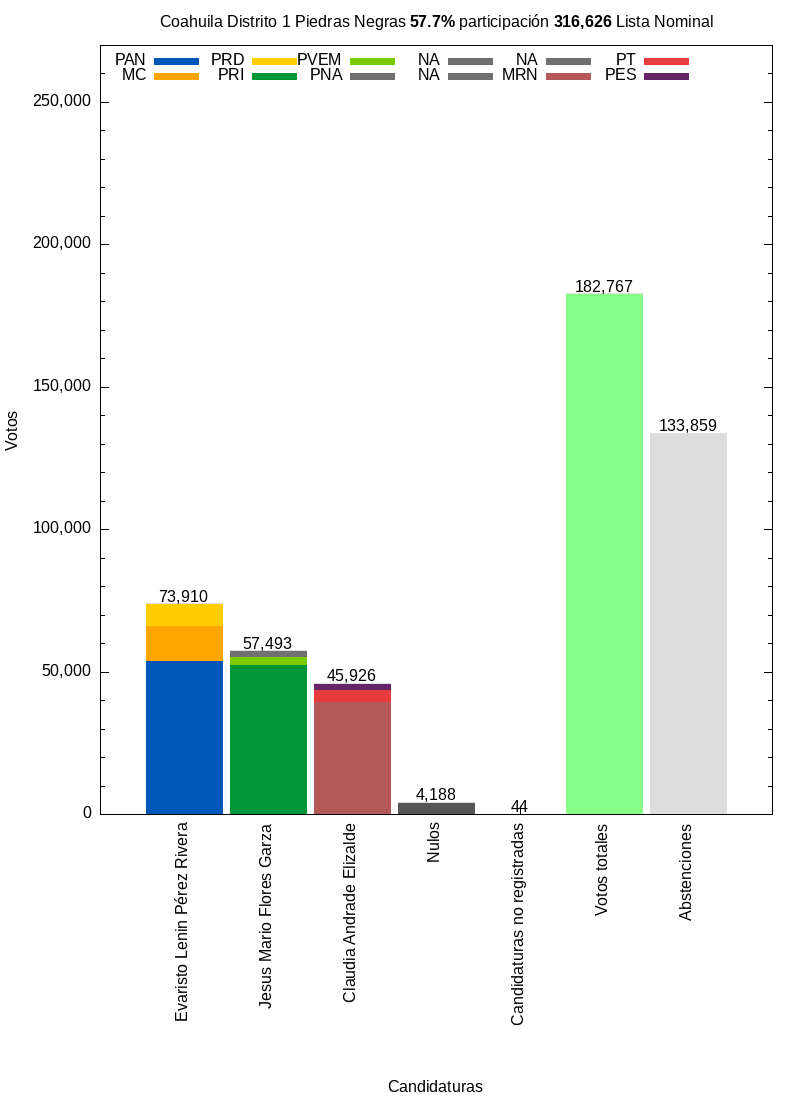 Coahuila Distrito 1 Piedras Negras 57.7% participación 316,626 Lista Nominal
PAN PRD PVEM NA NA PT
MC PRI PNA NA MRN PES
250,000
200,000
150,000
100,000
50,000
0
Votos
73,910
57,493
45,926
4,188
44
182,767
133,859
Evaristo Lenin Pérez Rivera
Jesus Mario Flores Garza
Claudia Andrade Elizalde
Nulos
Candidaturas no registradas
Votos totales
Abstenciones
Candidaturas